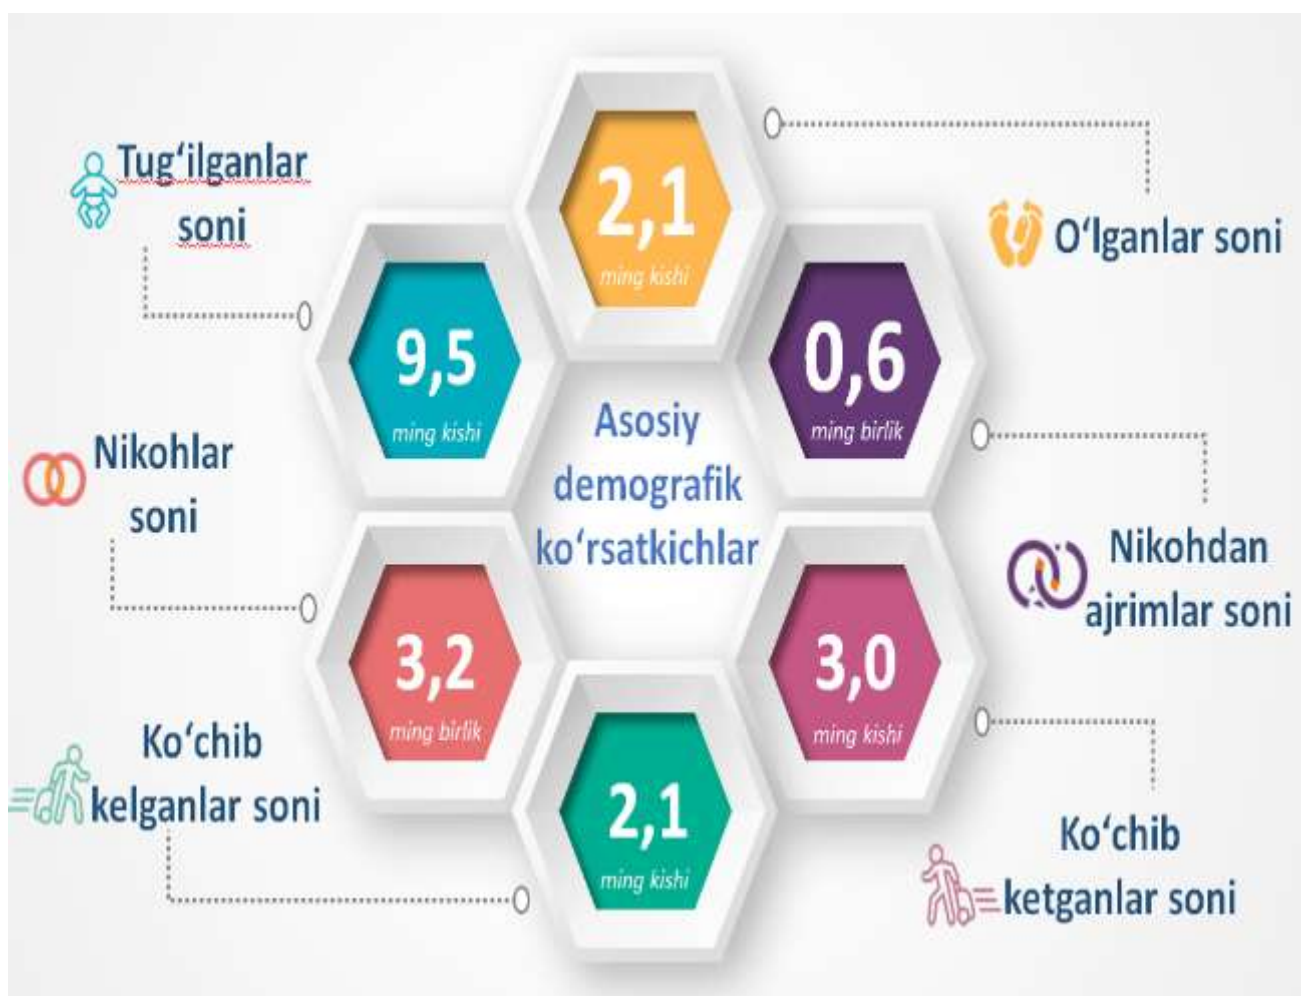 Tug‘ilganlar
soni
9,5
ming kishi
2,1
ming kishi
O‘lganlar soni
0,6
ming birlik
Nikohdan
ajrimlar soni
Asosiy
demografik
ko‘rsatkichlar
Nikohlar
soni
3,2
ming birlik
3,0
ming kishi
Ko‘chib
ketganlar soni
Ko‘chib
kelganlar soni
2,1
ming kishi